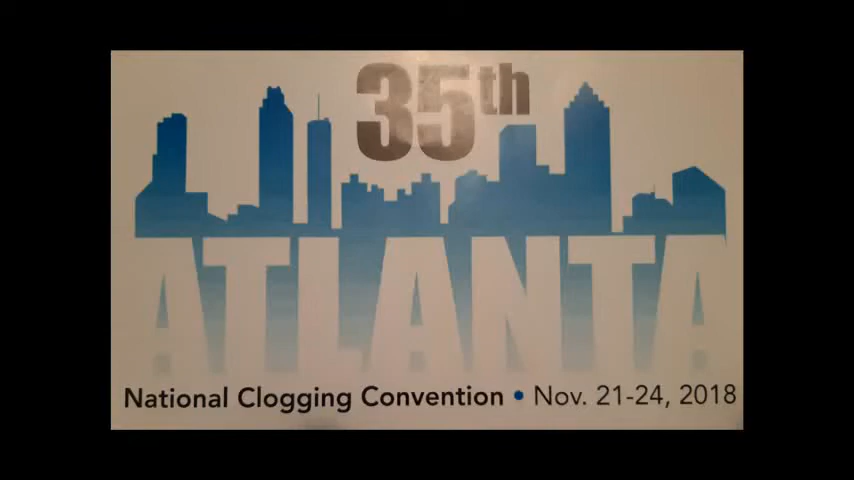 35th
ATLANTA
National Clogging Convention • Nov. 21-24, 2018